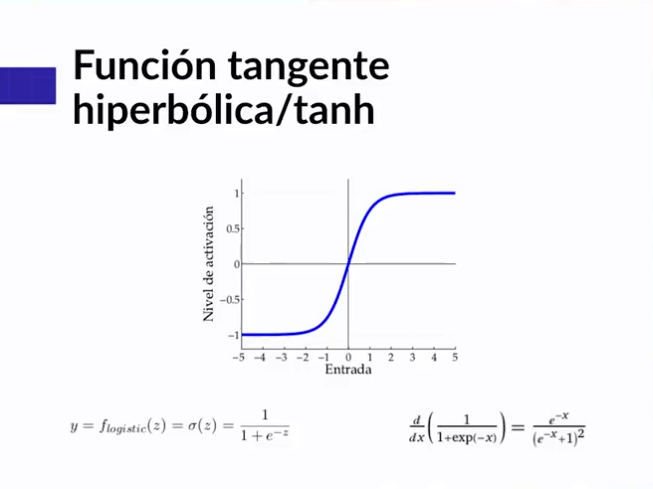 Función tangente
hiperbólica/tanh
Nivel de activación
1
0.5
0
−0.5
−1
−5 −4 −3 −2 −1 0 1 2 3 4 5
Entrada
y = f_{logistic}(z) = σ(z) = \frac{1}{1 + e^{-z}}
\frac{d}{dx}\left(\frac{1}{1+exp(-x)}\right) = \frac{e^{-x}}{(e^{-x}+1)^2}